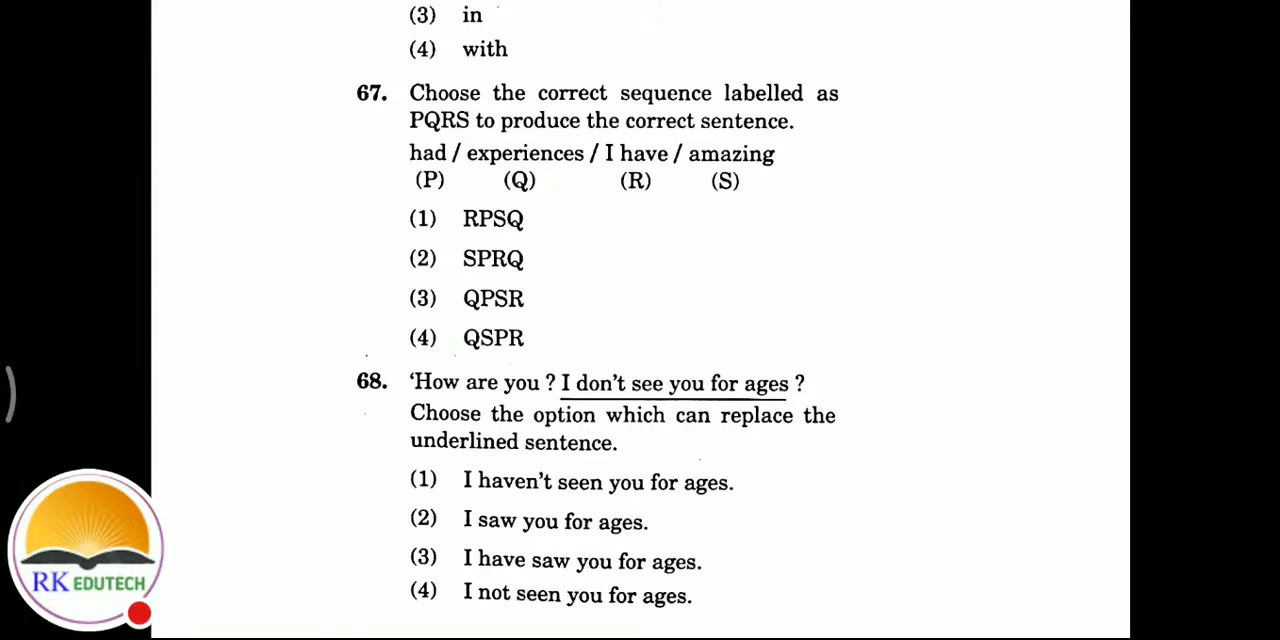 (3) in
(4) with
67. Choose the correct sequence labelled as
PQRS to produce the correct sentence.
had / experiences / I have / amazing
(P) (Q) (R) (S)
(1) RPSQ
(2) SPRQ
(3) QPSR
(4) QSPR
68. ‘How are you ? I don’t see you for ages ?
Choose the option which can replace the
underlined sentence.
(1) I haven’t seen you for ages.
(2) I saw you for ages.
(3) I have saw you for ages.
(4) I not seen you for ages.
RK EDUTECH